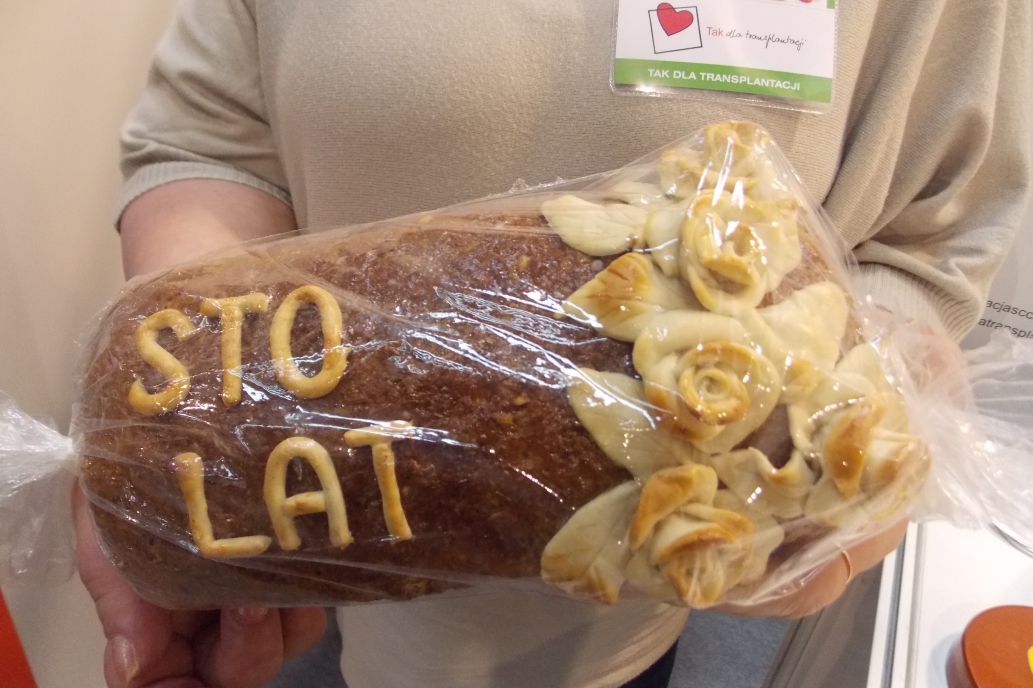 Tak dla transplantacji
TAK DLA TRANSPLANTACJI
STO
LAT